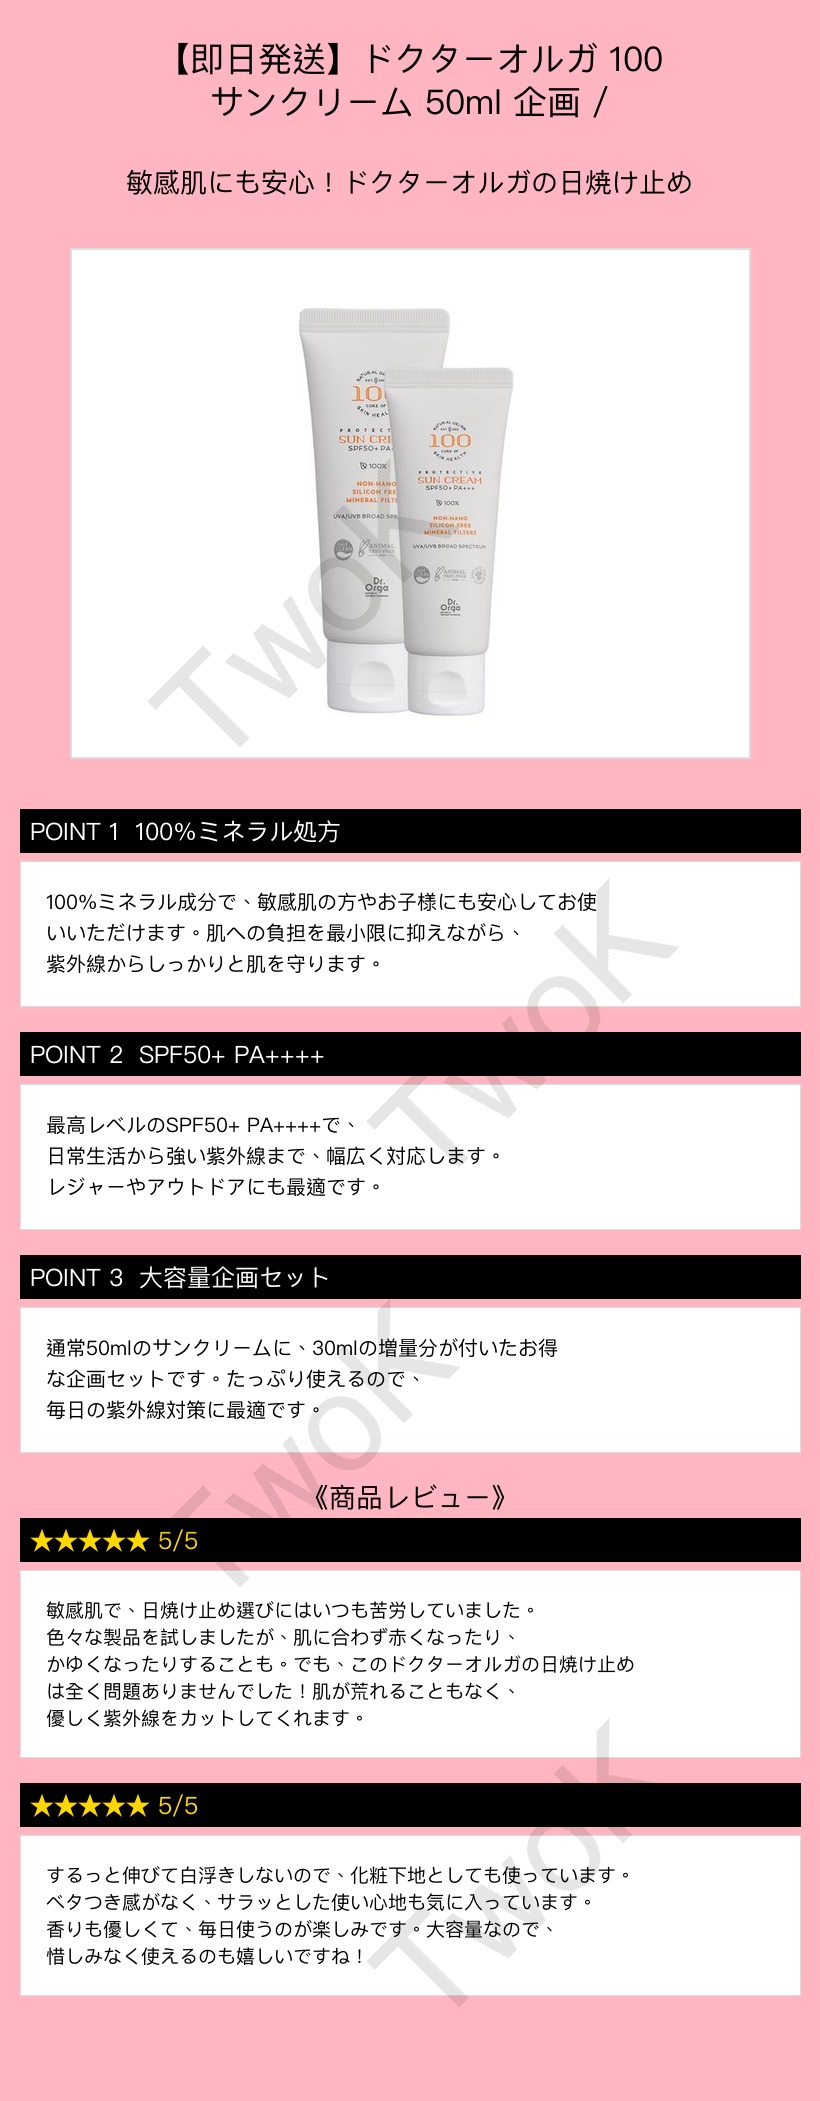 【即日発送】ドクターオルガ 100
サンクリーム 50ml 企画 /
敏感肌にも安心！ドクターオルガの日焼け止め
NATURAL ORIGIN
100
CORE OF
SKIN HEALTH
PROTECT
SUN CRE
SPF50+ PA+
100%
NON-NANO
SILICON FREE
MINERAL FILTE
UVA/UVB BROAD SPE
ANIMAL
TEST-FREE
Dr.
Orga
NATURAL ORIGIN
100
CORE OF
SKIN HEALTH
PROTECTIVE
SUN CREAM
SPF50+ PA+++
100%
NON-NANO
SILICON FREE
MINERAL FILTERS
UVA/UVB BROAD SPECTRUM
ANIMAL
TEST-FREE
Dr.
Orga
TwoK
POINT 1 100%ミネラル処方
100%ミネラル成分で、敏感肌の方やお子様にも安心してお使
いいただけます。肌への負担を最小限に抑えながら、
紫外線からしっかりと肌を守ります。
TwoK
POINT 2 SPF50+ PA++++
最高レベルのSPF50+ PA++++で、
日常生活から強い紫外線まで、幅広く対応します。
レジャーやアウトドアにも最適です。
POINT 3 大容量企画セット
通常50mlのサンクリームに、30mlの増量分が付いたお得
な企画セットです。たっぷり使えるので、
毎日の紫外線対策に最適です。
TwoK
《商品レビュー》
★★★★★ 5/5
敏感肌で、日焼け止め選びにはいつも苦労していました。
色々な製品を試しましたが、肌に合わず赤くなったり、
かゆくなったりすることも。でも、このドクターオルガの日焼け止め
は全く問題ありませんでした！肌が荒れることもなく、
優しく紫外線をカットしてくれます。
★★★★★ 5/5
するっと伸びて白浮きしないので、化粧下地としても使っています。
ベタつき感がなく、サラッとした使い心地も気に入っています。
香りも優しくて、毎日使うのが楽しみです。大容量なので、
惜しみなく使えるのも嬉しいですね！
TwoK